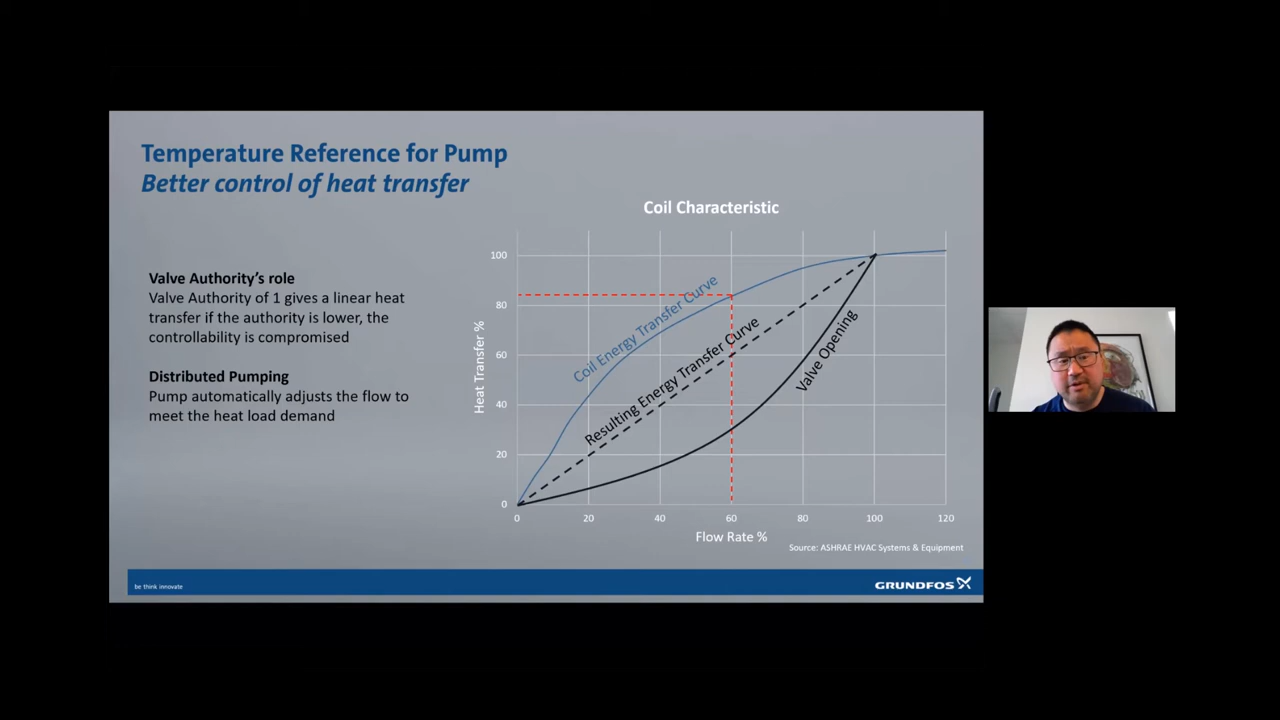 Temperature Reference for Pump
Better control of heat transfer
Valve Authority's role
Valve Authority of 1 gives a linear heat
transfer if the authority is lower, the
controllability is compromised
Distributed Pumping
Pump automatically adjusts the flow to
meet the heat load demand
Coil Characteristic
Heat Transfer %
100
80
60
40
20
0
Coil Energy Transfer Curve
Resulting Energy Transfer Curve
Valve Opening
0 20 40 60 80 100 120
Flow Rate %
Source: ASHRAE HVAC Systems & Equipment
be think innovate
GRUNDFOS